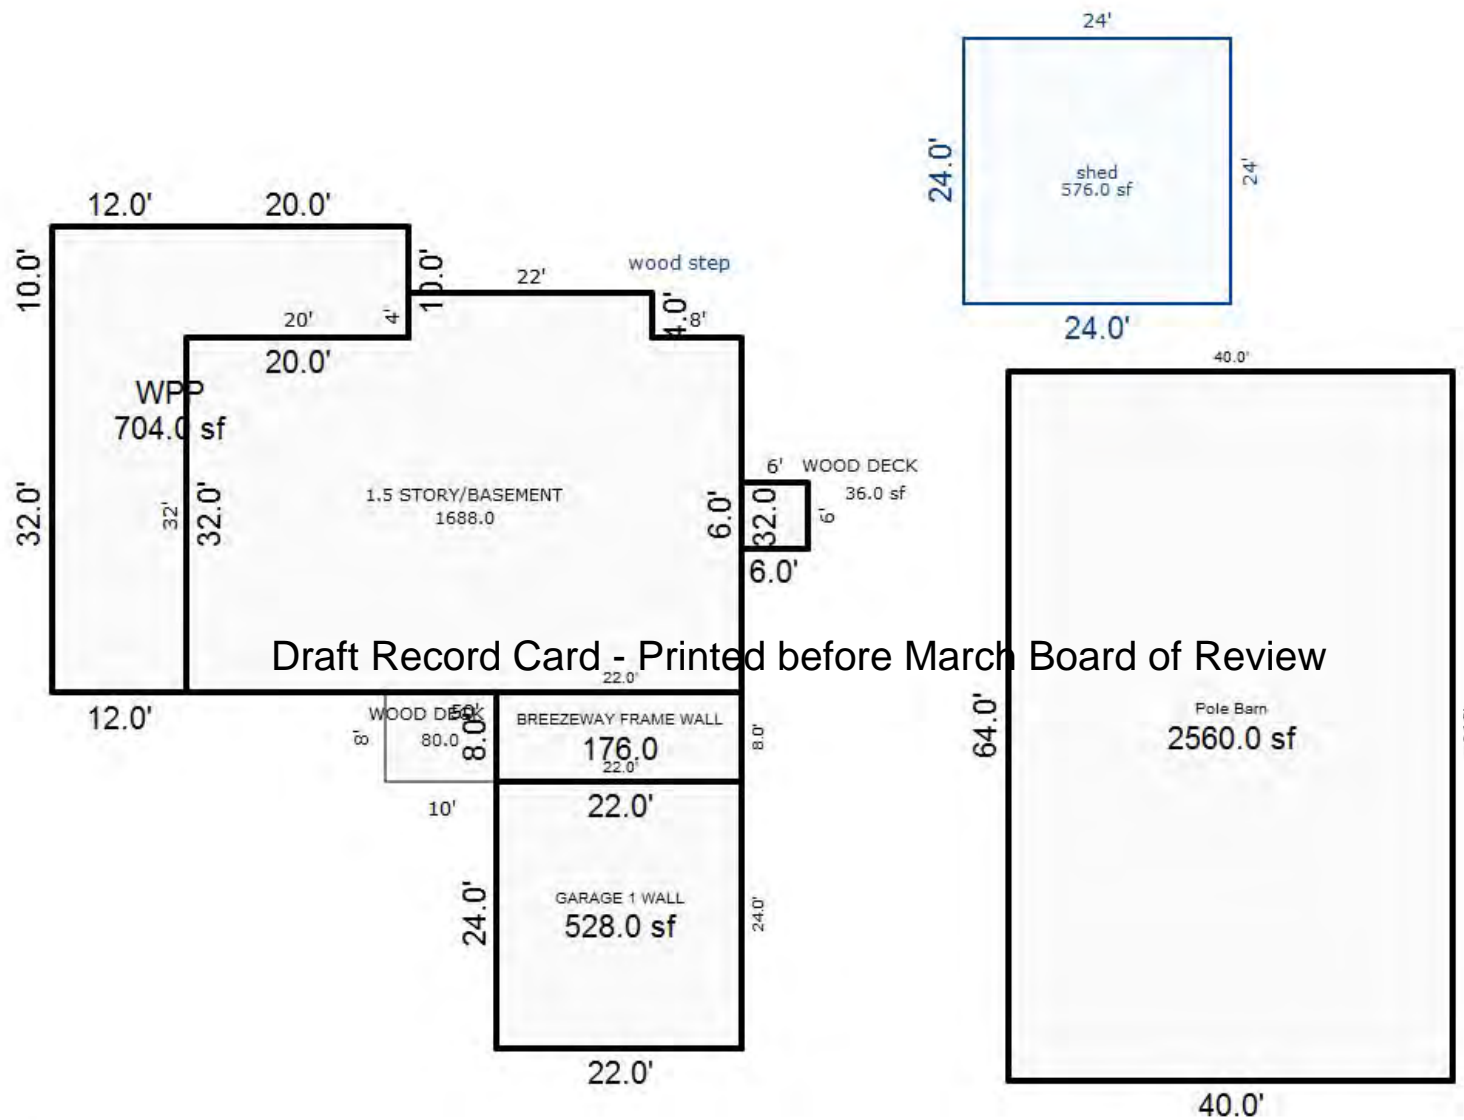 24'
24.0'
shed
576.0 sf
24'
24.0'
12.0'
20.0'
10.0'
10.0'
wood step
22'
4'
4.0'
8'
20'
20.0'
WPP
704.0 sf
40.0'
32.0'
32'
32.0'
1.5 STORY/BASEMENT
1688.0
6.0'
32.0
6'
WOOD DECK
36.0 sf
6'
6.0'
Draft Record Card - Printed before March Board of Review
22.0'
12.0'
WOOD DECK
50'
8'
80.0
8.0'
BREEZEWAY FRAME WALL
176.0
22.0'
8.0'
10'
22.0'
64.0'
Pole Barn
2560.0 sf
24.0'
GARAGE 1 WALL
528.0 sf
24.0'
22.0'
40.0'